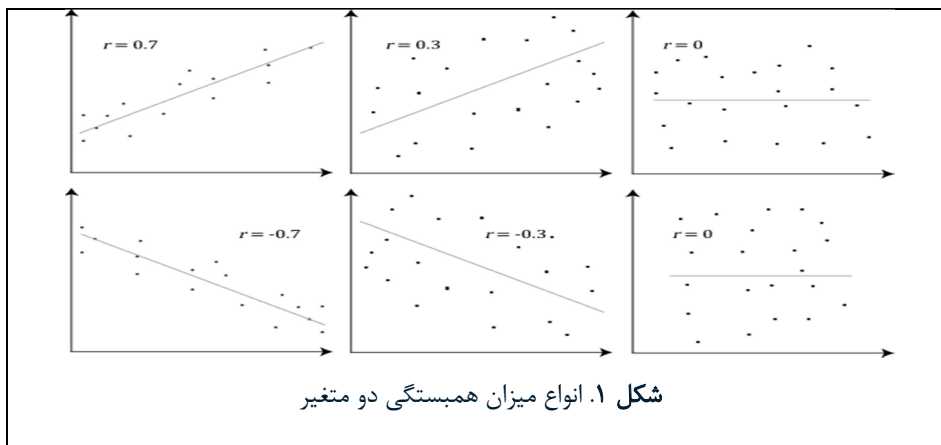 r = 0.7
r = 0.3
r = 0
r = -0.7
r = -0.3
r = 0
شکل ۱. انواع میزان همبستگی دو متغیر